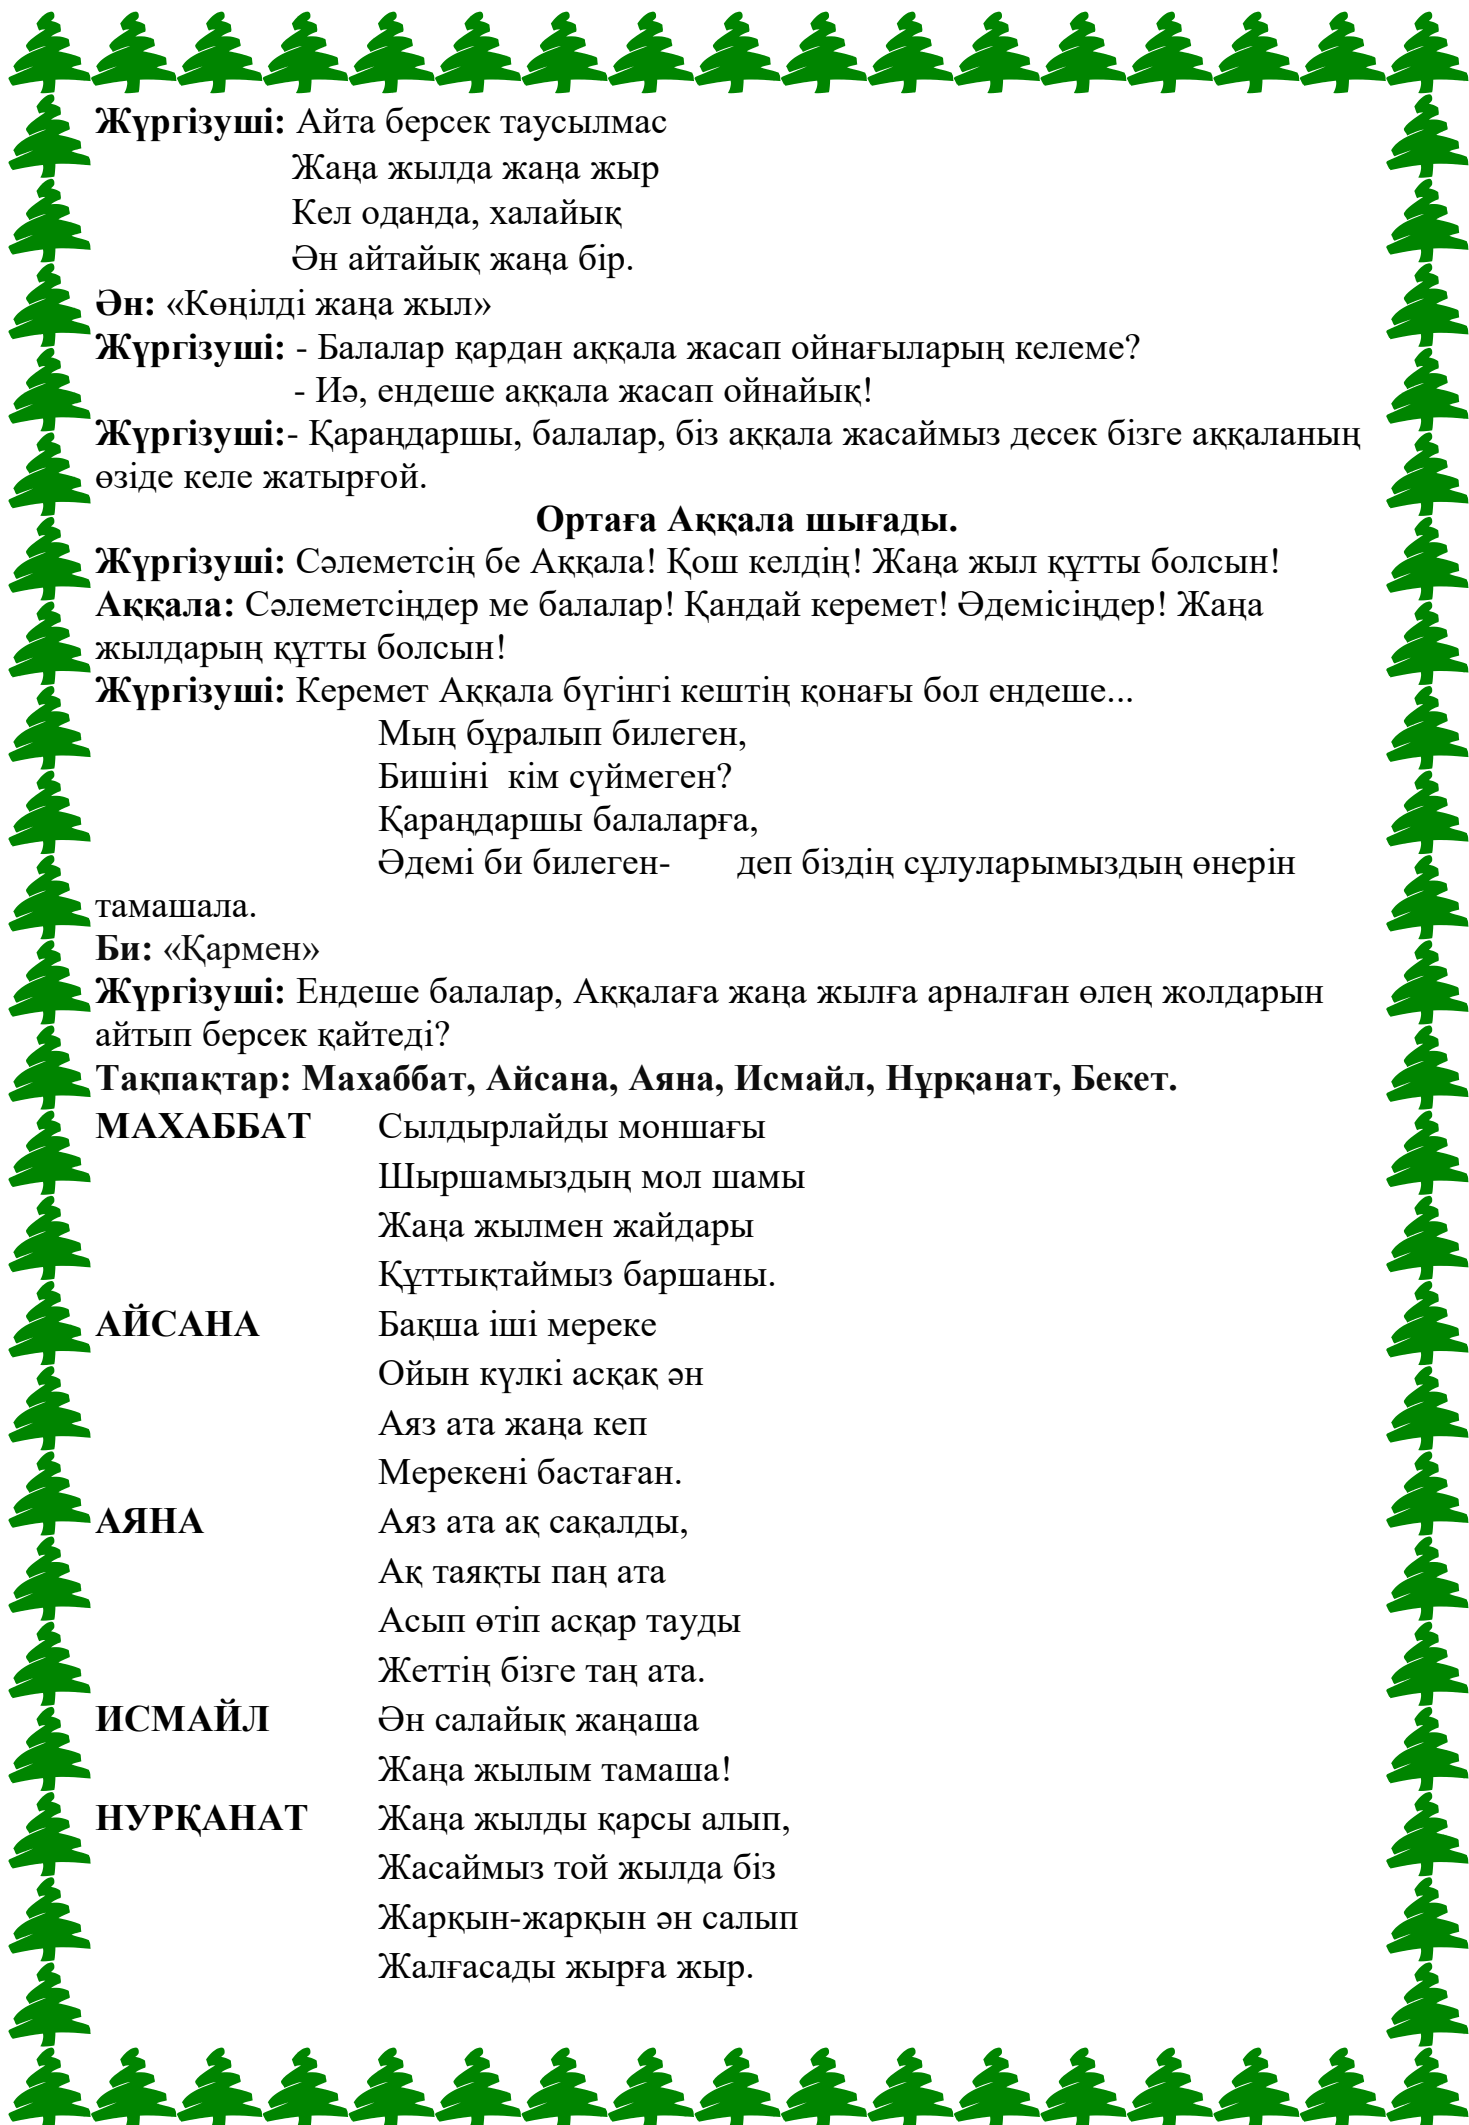 Жүргізуші: Айта берсек таусылмас
Жаңа жылда жаңа жыр
Кел оданда, халайық
Ән айтайық жаңа бір.
Ән: «Көңілді жаңа жыл»
Жүргізуші: - Балалар қардан аққала жасап ойнағыларың келеме?
- Иә, ендеше аққала жасап ойнайық!
Жүргізуші:- Қараңдаршы, балалар, біз аққала жасаймыз десек бізге аққаланың
өзіде келе жатырғой.
Ортаға Аққала шығады.
Жүргізуші: Сәлеметсің бе Аққала! Қош келдің! Жаңа жыл құтты болсын!
Аққала: Сәлеметсіңдер ме балалар! Қандай керемет! Әдемісіңдер! Жаңа
жылдарың құтты болсын!
Жүргізуші: Керемет Аққала бүгінгі кештің қонағы бол ендеше...
Мың бұралып билеген,
Бишіні  кім сүймеген?
Қараңдаршы балаларға,
Әдемі би билеген-       деп біздің сұлуларымыздың өнерін
тамашала.
Би: «Қармен»
Жүргізуші: Ендеше балалар, Аққалаға жаңа жылға арналған өлең жолдарын
айтып берсек қайтеді?
Тақпақтар: Махаббат, Айсана, Аяна, Исмайл, Нұрқанат, Бекет.
МАХАББАТ Сылдырлайды моншағы
Шыршамыздың мол шамы
Жаңа жылмен жайдары
Құттықтаймыз баршаны.
АЙСАНА Бақша іші мереке
Ойын күлкі асқақ ән
Аяз ата жаңа кеп
Мерекені бастаған.
АЯНА Аяз ата ақ сақалды,
Ақ таяқты паң ата
Асып өтіп асқар тауды
Жеттің бізге таң ата.
ИСМАЙЛ Ән салайық жаңаша
Жаңа жылым тамаша!
НУРҚАНАТ Жаңа жылды қарсы алып,
Жасаймыз той жылда біз
Жарқын-жарқын ән салып
Жалғасады жырға жыр.